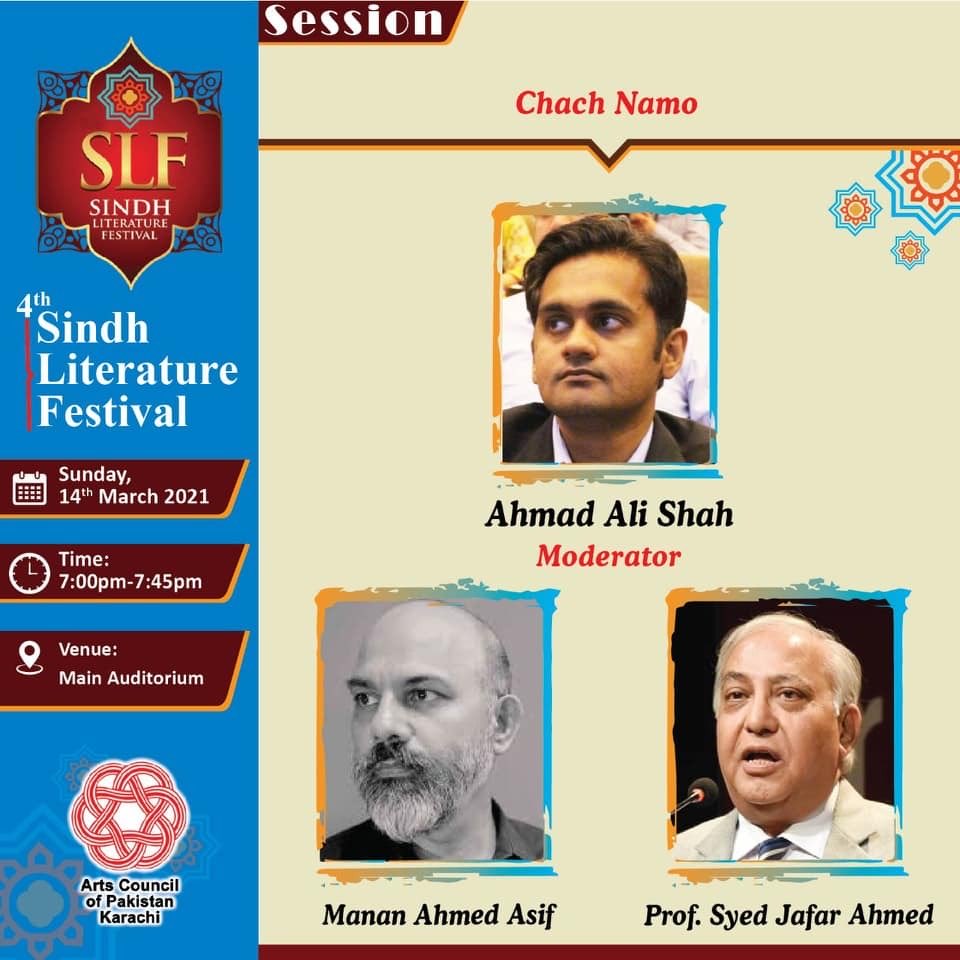 SLF
SINDH
LITERATURE
FESTIVAL
4th
Sindh
Literature
Festival
Sunday,
14th March 2021
Time:
7:00pm-7:45pm
Venue:
Main Auditorium
Arts Council
of Pakistan
Karachi
Session
Chach Namo
Ahmad Ali Shah
Moderator
Manan Ahmed Asif
Prof. Syed Jafar Ahmed